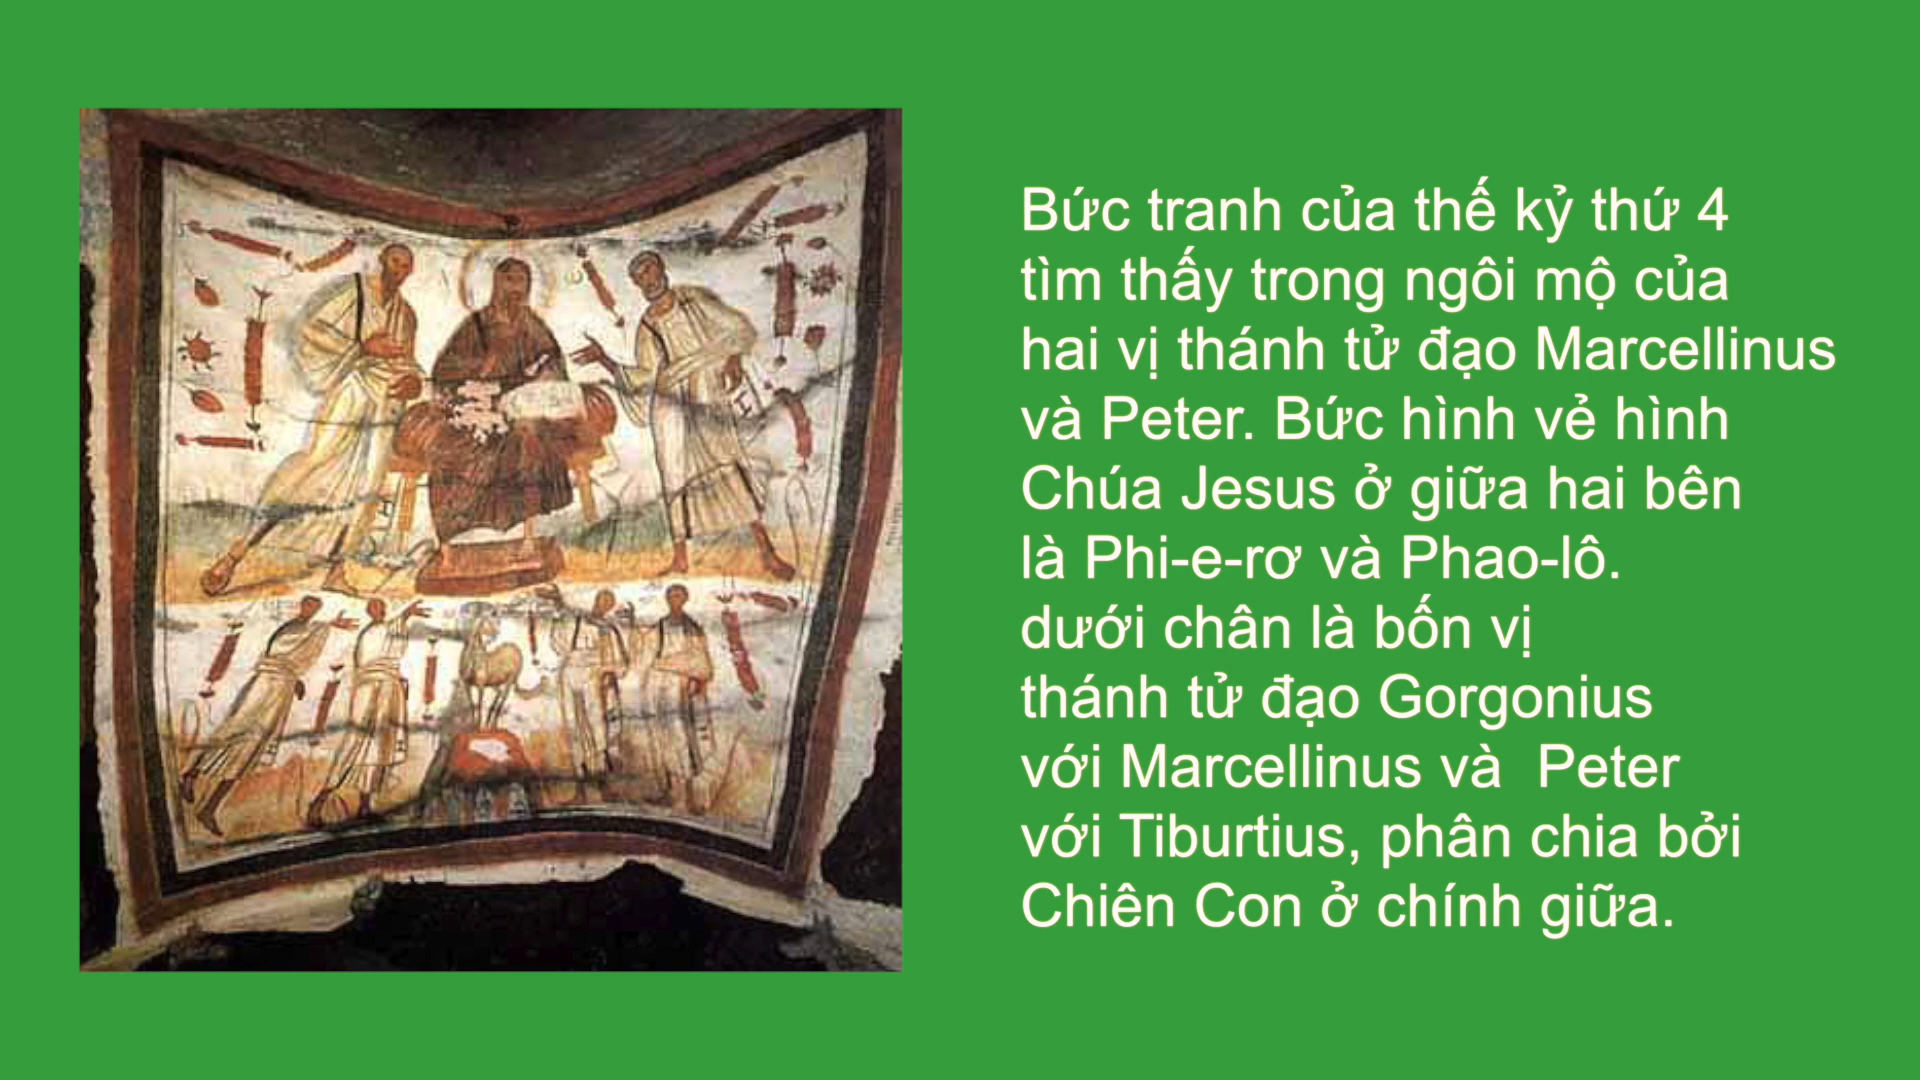 Bức tranh của thế kỷ thứ 4
tìm thấy trong ngôi mộ của
hai vị thánh tử đạo Marcellinus
và Peter. Bức hình vẻ hình
Chúa Jesus ở giữa hai bên
là Phi-e-rơ và Phao-lô.
dưới chân là bốn vị
thánh tử đạo Gorgonius
với Marcellinus và  Peter
với Tiburtius, phân chia bởi
Chiên Con ở chính giữa.